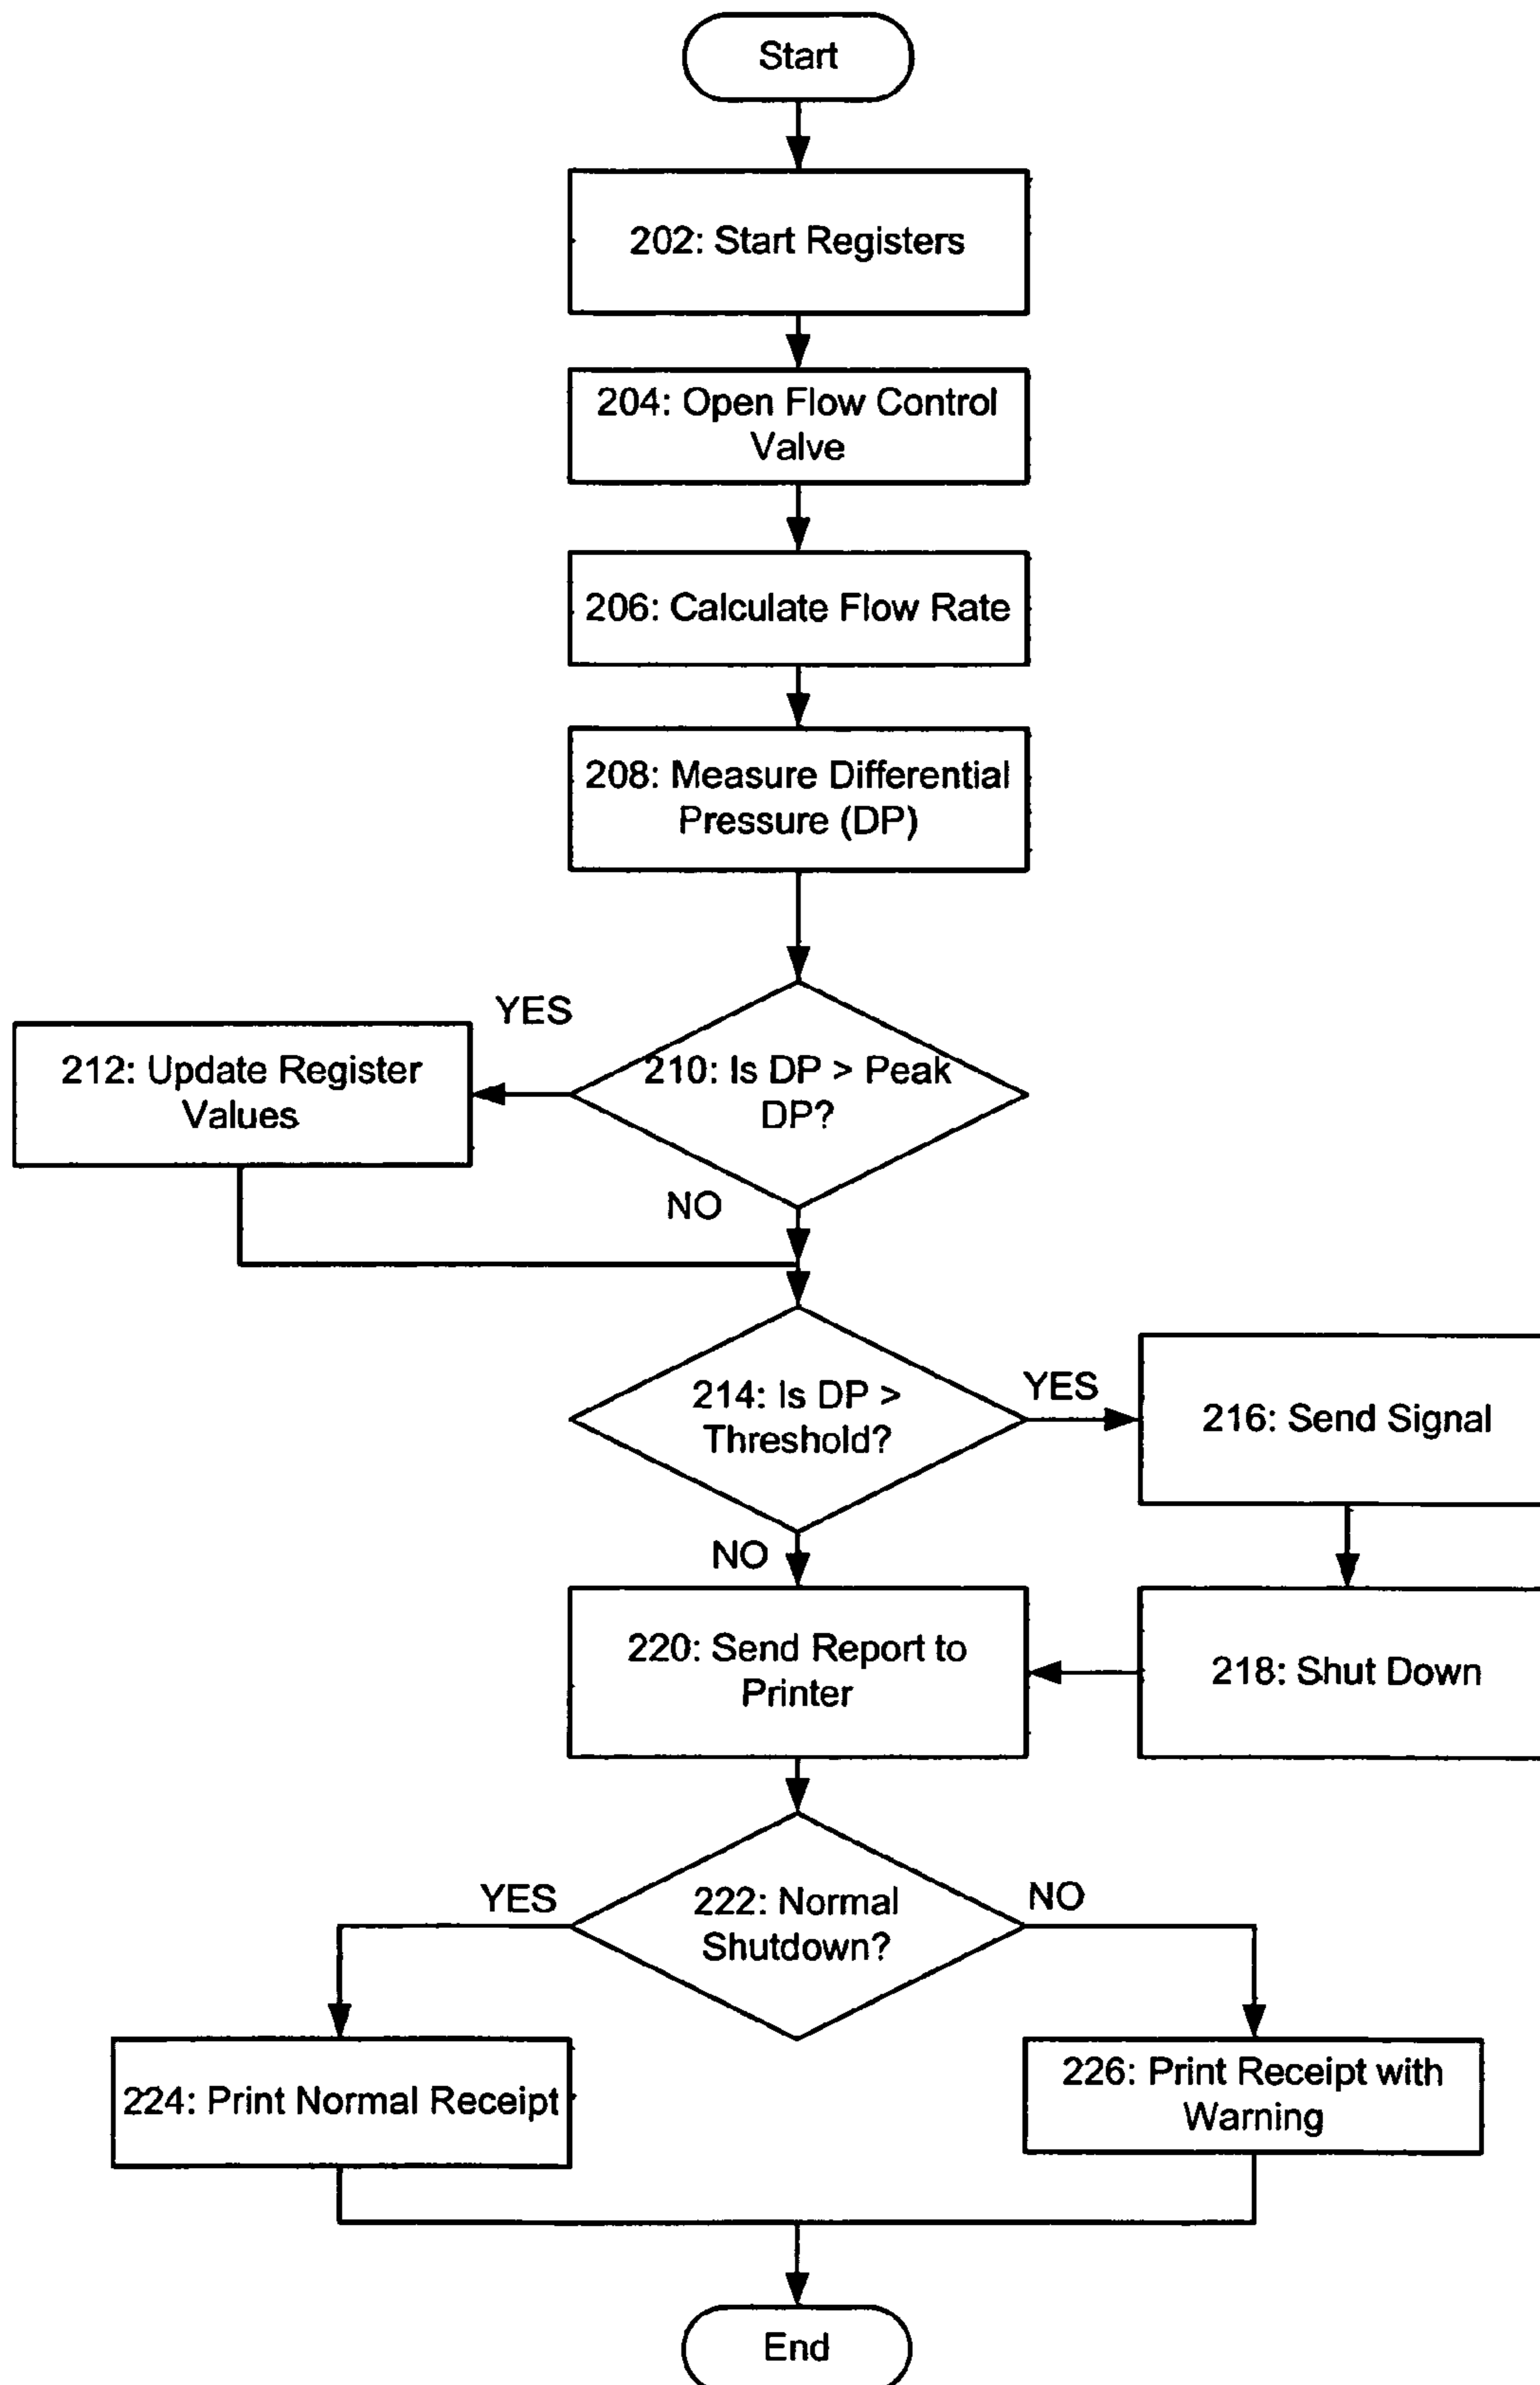 Start
202: Start Registers
204: Open Flow Control
Valve
206: Calculate Flow Rate
208: Measure Differential
Pressure (DP)
YES
212: Update Register
Values
210: Is DP > Peak
DP?
NO
214: Is DP >
Threshold?
YES
216: Send Signal
NO
220: Send Report to
Printer
218: Shut Down
YES
222: Normal
Shutdown?
NO
224: Print Normal Receipt
226: Print Receipt with
Warning
End